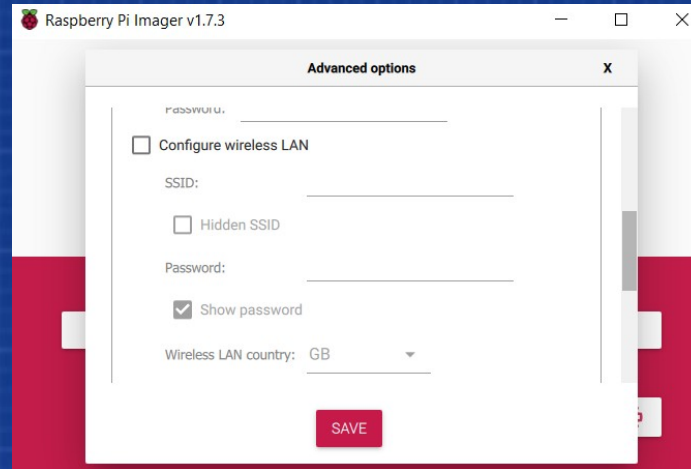 Raspberry Pi Imager v1.7.3
Advanced options
X
Password:
Configure wireless LAN
SSID:
Hidden SSID
Password:
Show password
Wireless LAN country: GB
SAVE